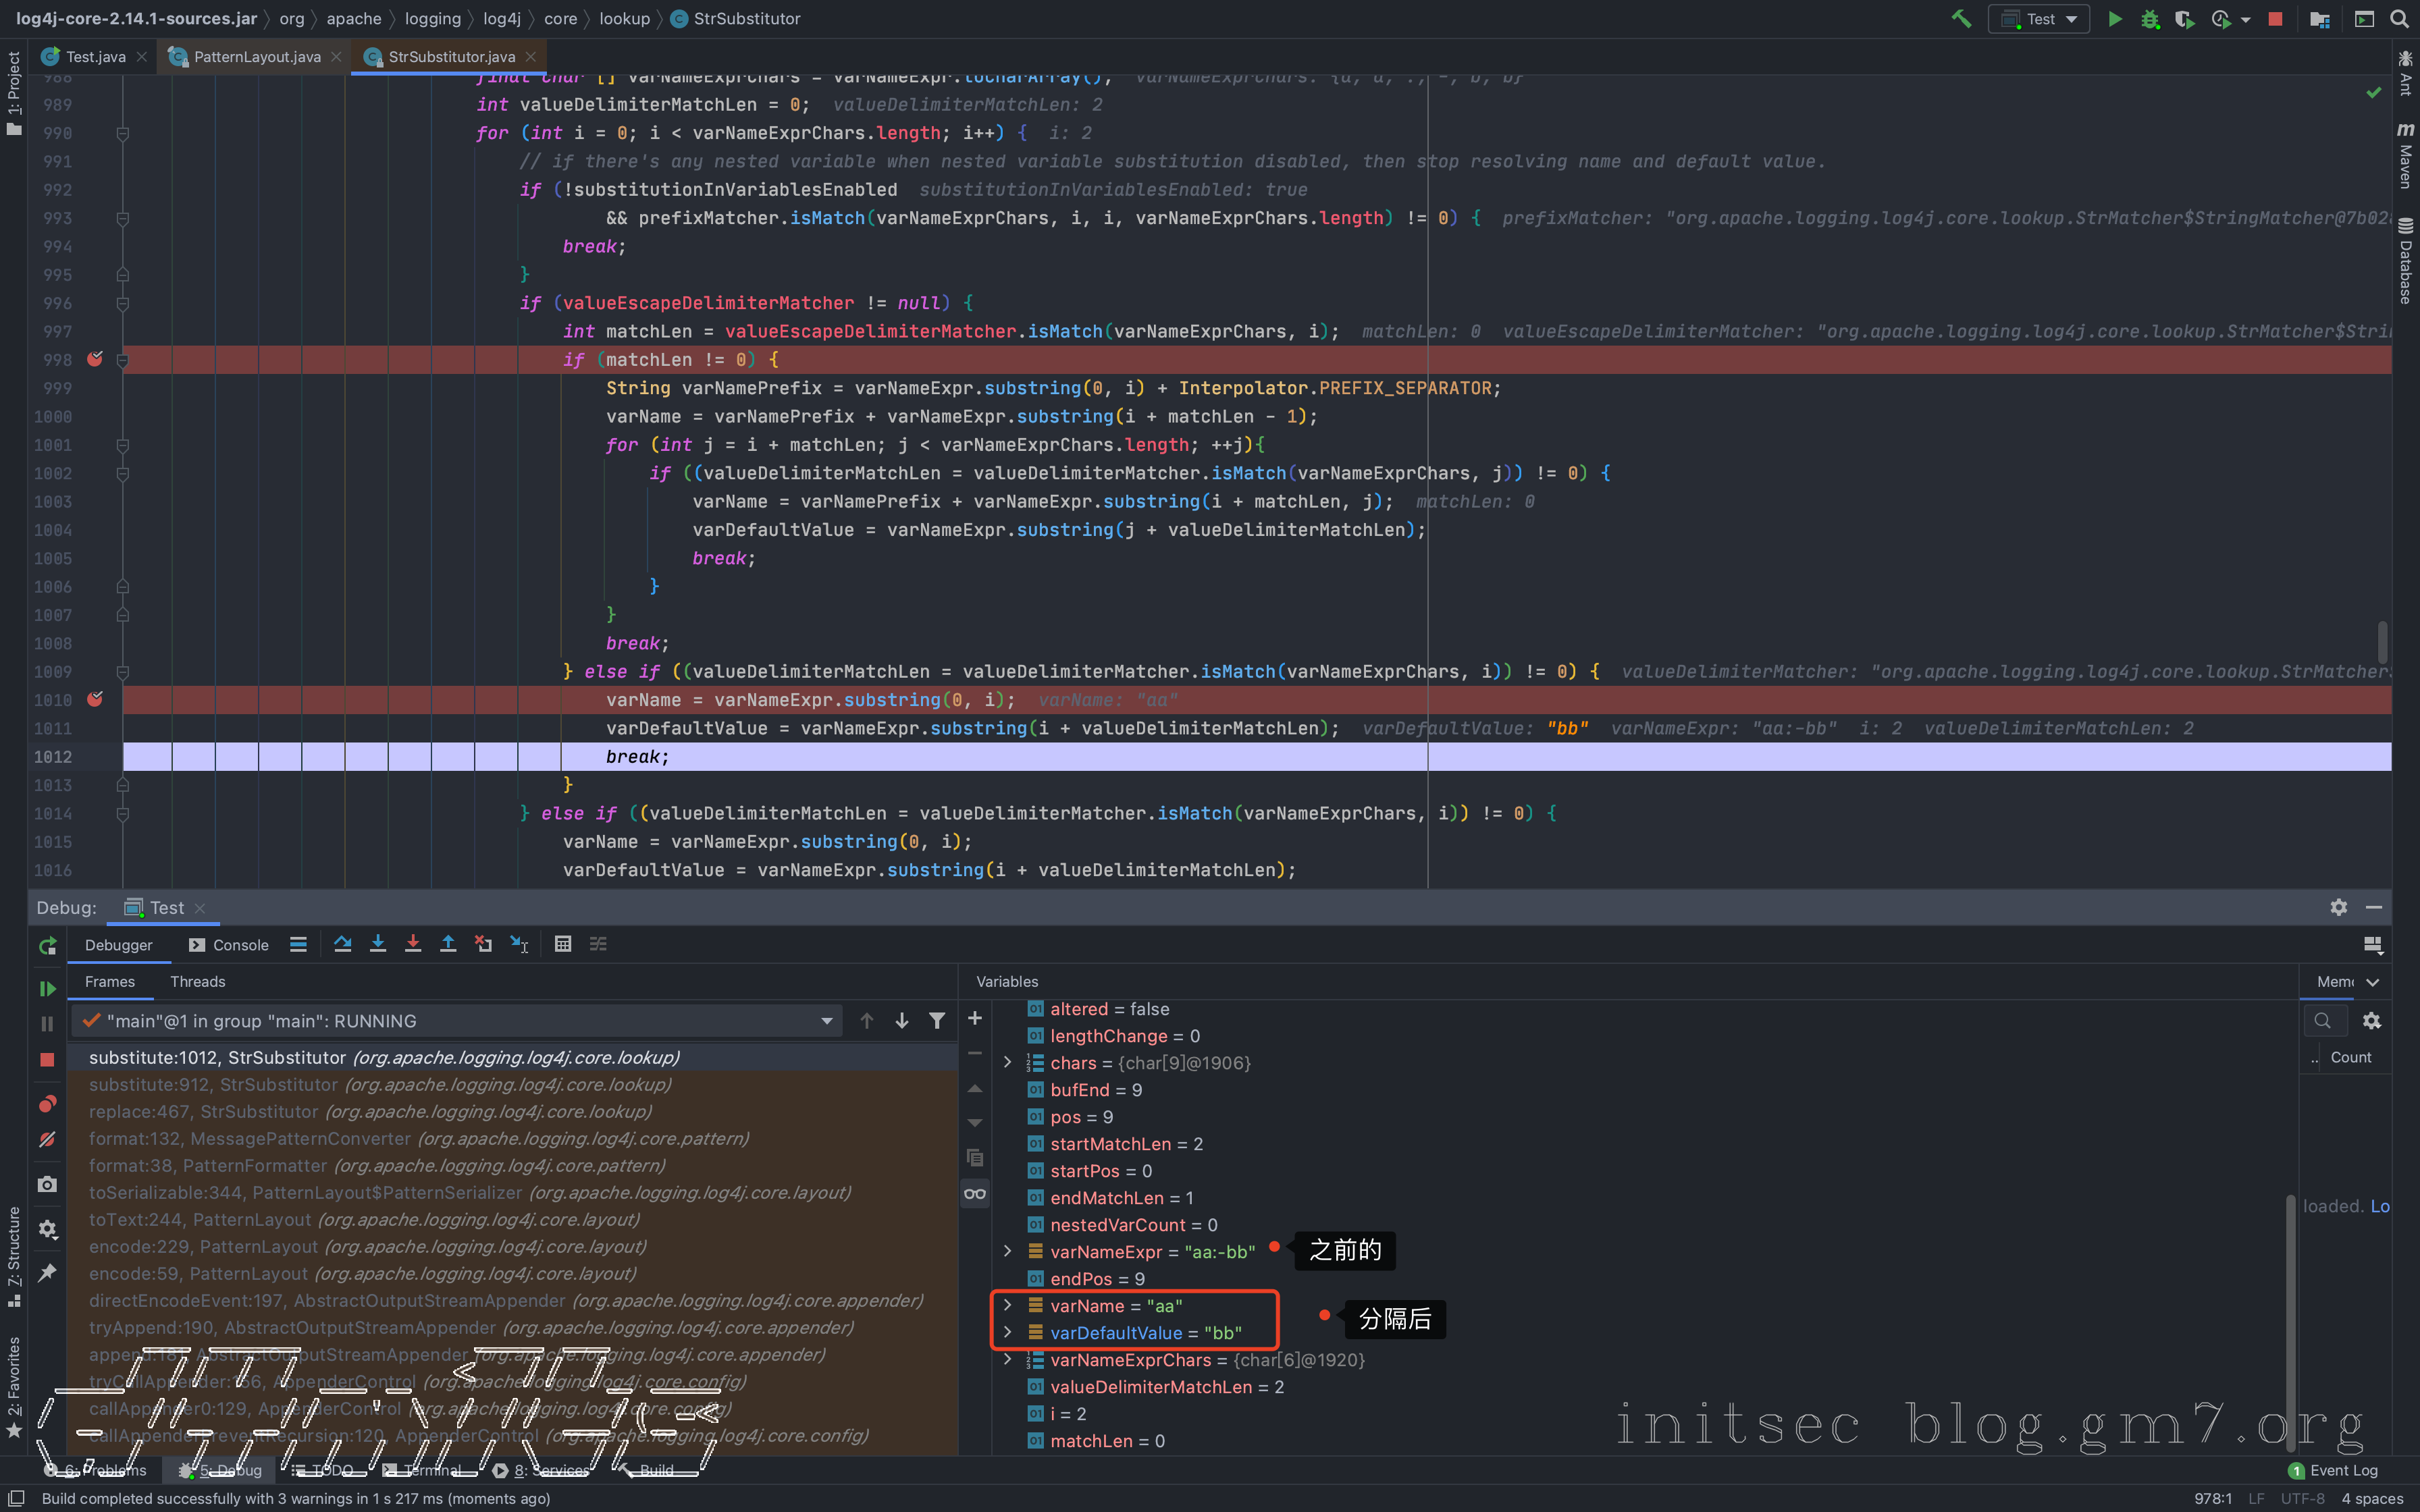 log4j-core-2.14.1-sources.jar 〉 org 〉 apache 〉 logging 〉 log4j 〉 core 〉 lookup 〉 StrSubstitutor
Test
Test.java
PatternLayout.java
StrSubstitutor.java
1: Project
Ant
Maven
Database
988 final char [] varNameExprChars = varNameExpr.toCharArray(); varNameExprChars: {a, a, :, -, b, b}
989 int valueDelimiterMatchLen = 0; valueDelimiterMatchLen: 2
990 for (int i = 0; i < varNameExprChars.length; i++) { i: 2
991 // if there's any nested variable when nested variable substitution disabled, then stop resolving name and default value.
992 if (!substitutionInVariablesEnabled substitutionInVariablesEnabled: true
993 && prefixMatcher.isMatch(varNameExprChars, i, i, varNameExprChars.length) != 0) { prefixMatcher: "org.apache.logging.log4j.core.lookup.StrMatcher$StringMatcher@7b02
994 break;
995 }
996 if (valueEscapeDelimiterMatcher != null) {
997 int matchLen = valueEscapeDelimiterMatcher.isMatch(varNameExprChars, i); matchLen: 0 valueEscapeDelimiterMatcher: "org.apache.logging.log4j.core.lookup.StrMatcher$Stri
998 if (matchLen != 0) {
999 String varNamePrefix = varNameExpr.substring(0, i) + Interpolator.PREFIX_SEPARATOR;
1000 varName = varNamePrefix + varNameExpr.substring(i + matchLen - 1);
1001 for (int j = i + matchLen; j < varNameExprChars.length; ++j){
1002 if ((valueDelimiterMatchLen = valueDelimiterMatcher.isMatch(varNameExprChars, j)) != 0) {
1003 varName = varNamePrefix + varNameExpr.substring(i + matchLen, j); matchLen: 0
1004 varDefaultValue = varNameExpr.substring(j + valueDelimiterMatchLen);
1005 break;
1006 }
1007 }
1008 break;
1009 } else if ((valueDelimiterMatchLen = valueDelimiterMatcher.isMatch(varNameExprChars, i)) != 0) { valueDelimiterMatcher: "org.apache.logging.log4j.core.lookup.StrMatcher
1010 varName = varNameExpr.substring(0, i); varName: "aa"
1011 varDefaultValue = varNameExpr.substring(i + valueDelimiterMatchLen); varDefaultValue: "bb" varNameExpr: "aa:-bb" i: 2 valueDelimiterMatchLen: 2
1012 break;
1013 }
1014 } else if ((valueDelimiterMatchLen = valueDelimiterMatcher.isMatch(varNameExprChars, i)) != 0) {
1015 varName = varNameExpr.substring(0, i);
1016 varDefaultValue = varNameExpr.substring(i + valueDelimiterMatchLen);
Debug: Test
Debugger Console
Frames Threads
"main"@1 in group "main": RUNNING
substitute:1012, StrSubstitutor (org.apache.logging.log4j.core.lookup)
substitute:912, StrSubstitutor (org.apache.logging.log4j.core.lookup)
replace:467, StrSubstitutor (org.apache.logging.log4j.core.lookup)
format:132, MessagePatternConverter (org.apache.logging.log4j.core.pattern)
format:38, PatternFormatter (org.apache.logging.log4j.core.pattern)
toSerializable:344, PatternLayout$PatternSerializer (org.apache.logging.log4j.core.layout)
toText:244, PatternLayout (org.apache.logging.log4j.core.layout)
encode:229, PatternLayout (org.apache.logging.log4j.core.layout)
encode:59, PatternLayout (org.apache.logging.log4j.core.layout)
directEncodeEvent:197, AbstractOutputStreamAppender (org.apache.logging.log4j.core.appender)
tryAppend:190, AbstractOutputStreamAppender (org.apache.logging.log4j.core.appender)
append:181, AbstractOutputStreamAppender (org.apache.logging.log4j.core.appender)
tryCallAppender:156, AppenderControl (org.apache.logging.log4j.core.config)
callAppender0:129, AppenderControl (org.apache.logging.log4j.core.config)
callAppenderPreventRecursion:120, AppenderControl (org.apache.logging.log4j.core.config)
Variables
altered = false
lengthChange = 0
chars = {char[9]@1906}
bufEnd = 9
pos = 9
startMatchLen = 2
startPos = 0
endMatchLen = 1
nestedVarCount = 0
varNameExpr = "aa:-bb" 之前的
endPos = 9
varName = "aa"
分隔后
varDefaultValue = "bb"
varNameExprChars = {char[6]@1920}
valueDelimiterMatchLen = 2
i = 2
matchLen = 0
Count
loaded. Lo
7: Structure
2: Favorites
initsec blog.gm7.org
6: Problems 5: Debug TODO Terminal 8: Services Build
1 Event Log
Build completed successfully with 3 warnings in 1 s 217 ms (moments ago)
978:1 LF UTF-8 4 spaces